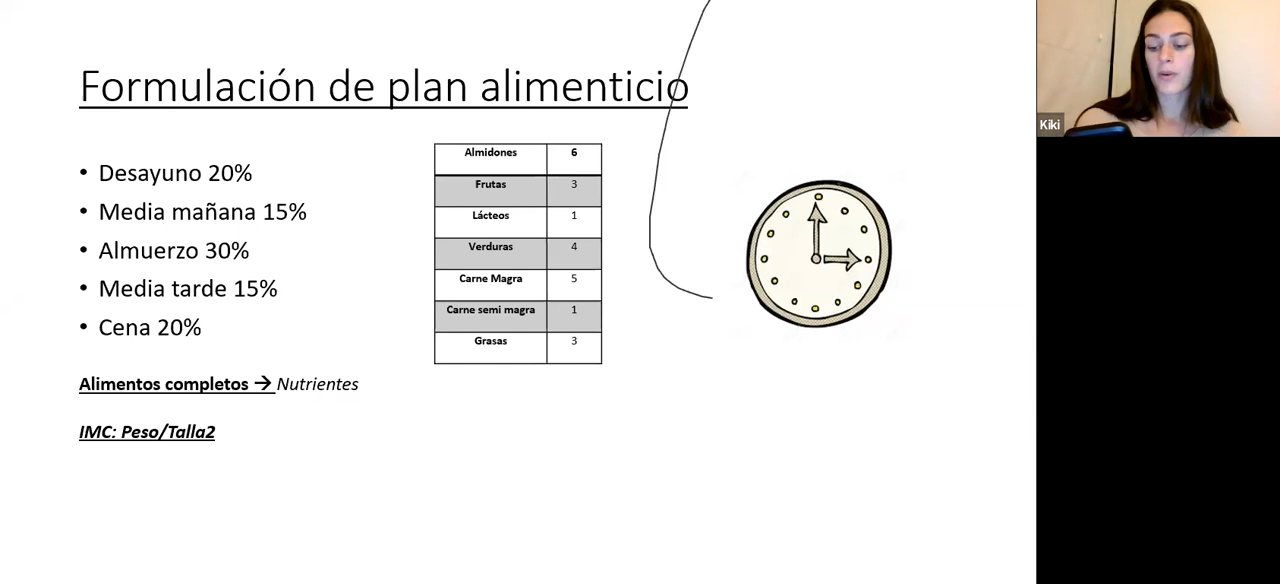 Formulación de plan alimenticio
• Desayuno 20%
• Media mañana 15%
• Almuerzo 30%
• Media tarde 15%
• Cena 20%
Alimentos completos → Nutrientes
IMC: Peso/Talla2
Almidones 6
Frutas 3
Lácteos 1
Verduras 4
Carne Magra 5
Carne semi magra 1
Grasas 3
Kiki